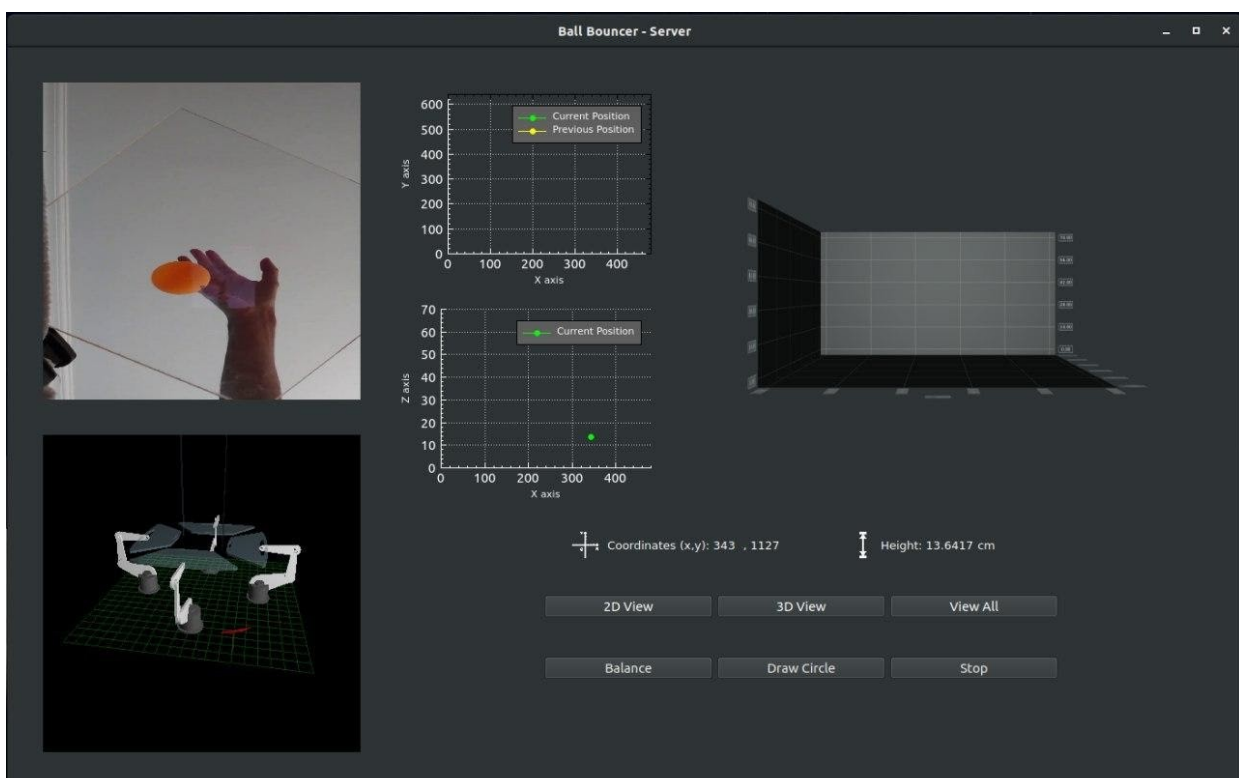 Ball Bouncer - Server
600
500
400
300
200
100
0
Y axis
Current Position
Previous Position
0 100 200 300 400
X axis
70
60
50
40
30
20
10
0
Z axis
Current Position
0 100 200 300 400
X axis
Coordinates (x,y): 343 , 1127
Height: 13.6417 cm
2D View 3D View View All
Balance Draw Circle Stop